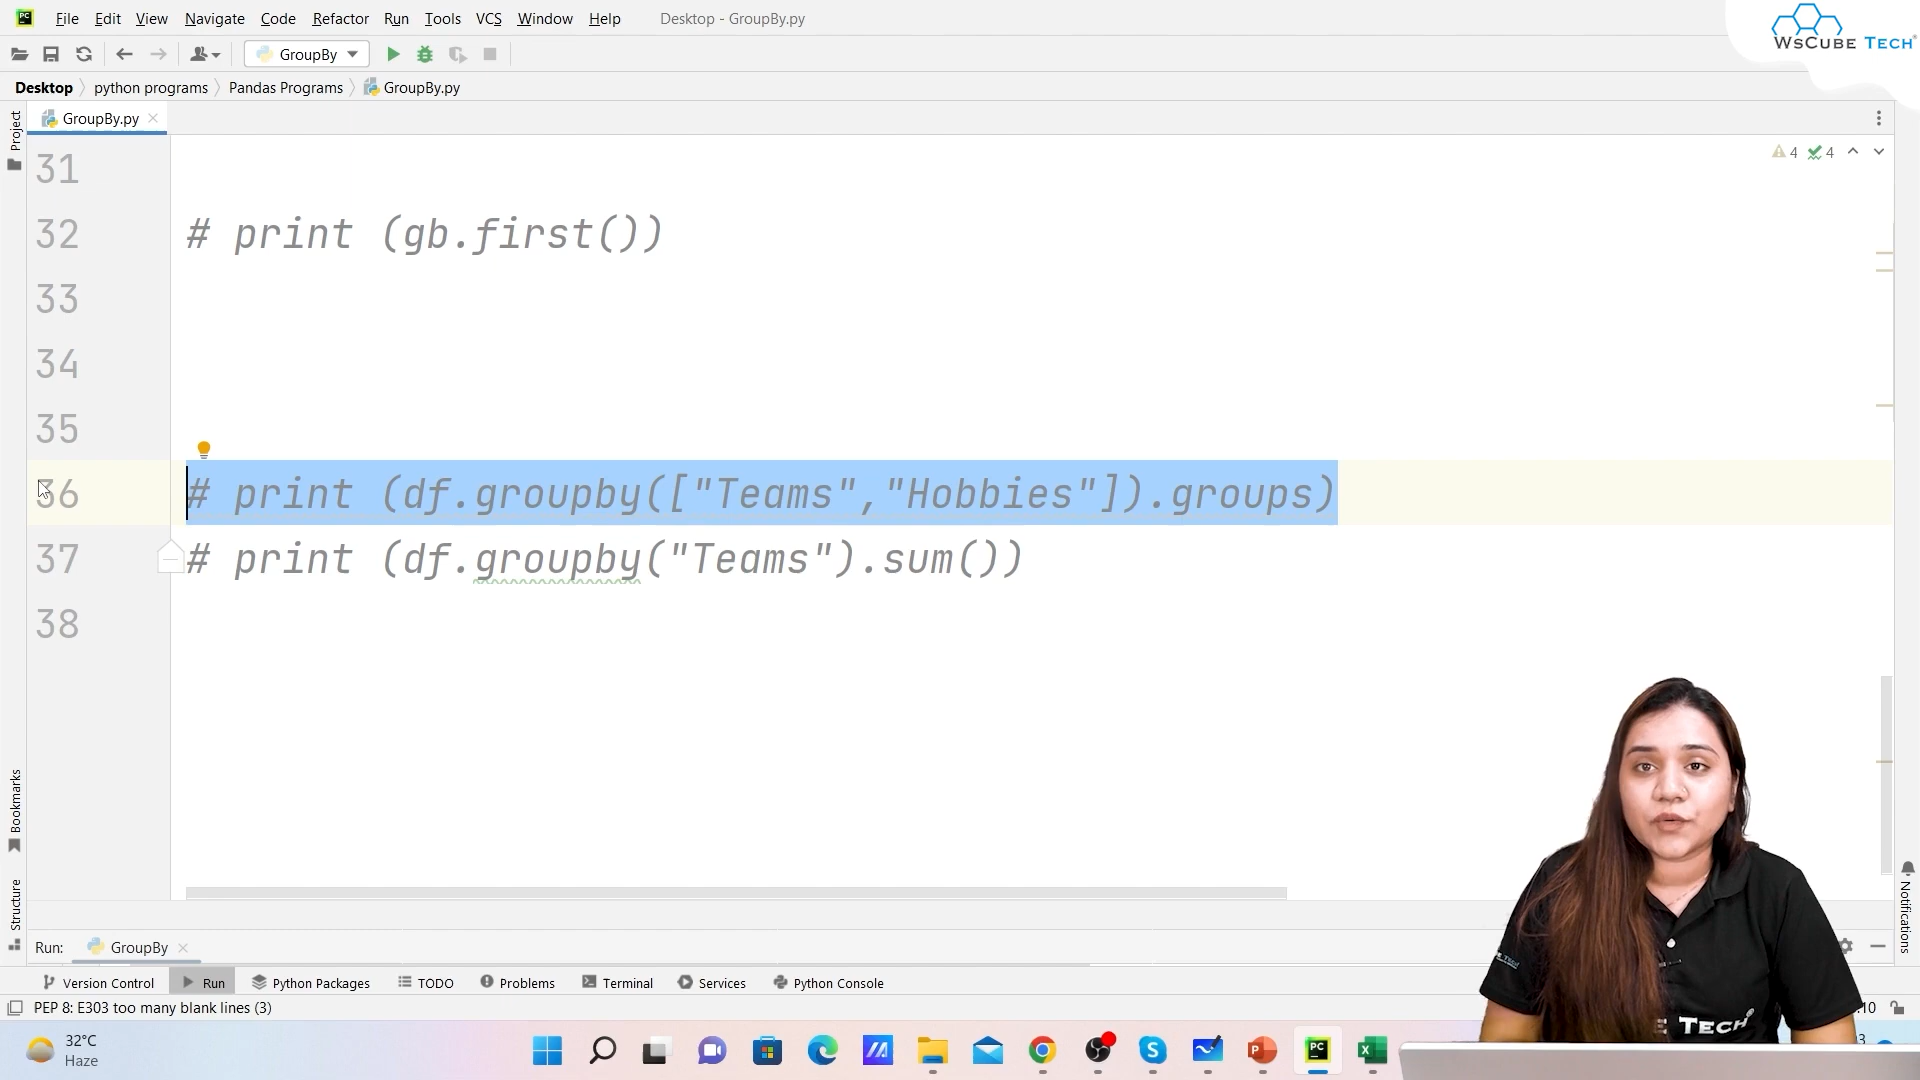 File Edit View Navigate Code Refactor Run Tools VCS Window Help Desktop - GroupBy.py
WsCube Tech
GroupBy
Desktop python programs Pandas Programs GroupBy.py
Project
GroupBy.py
4 4
31
32 # print (gb.first())
33
34
35
36 # print (df.groupby(["Teams","Hobbies"]).groups)
37 # print (df.groupby("Teams").sum())
38
Bookmarks
Structure
Notifications
Run: GroupBy
Version Control Run Python Packages TODO Problems Terminal Services Python Console
PEP 8: E303 too many blank lines (3)
32°C
Haze
Tech